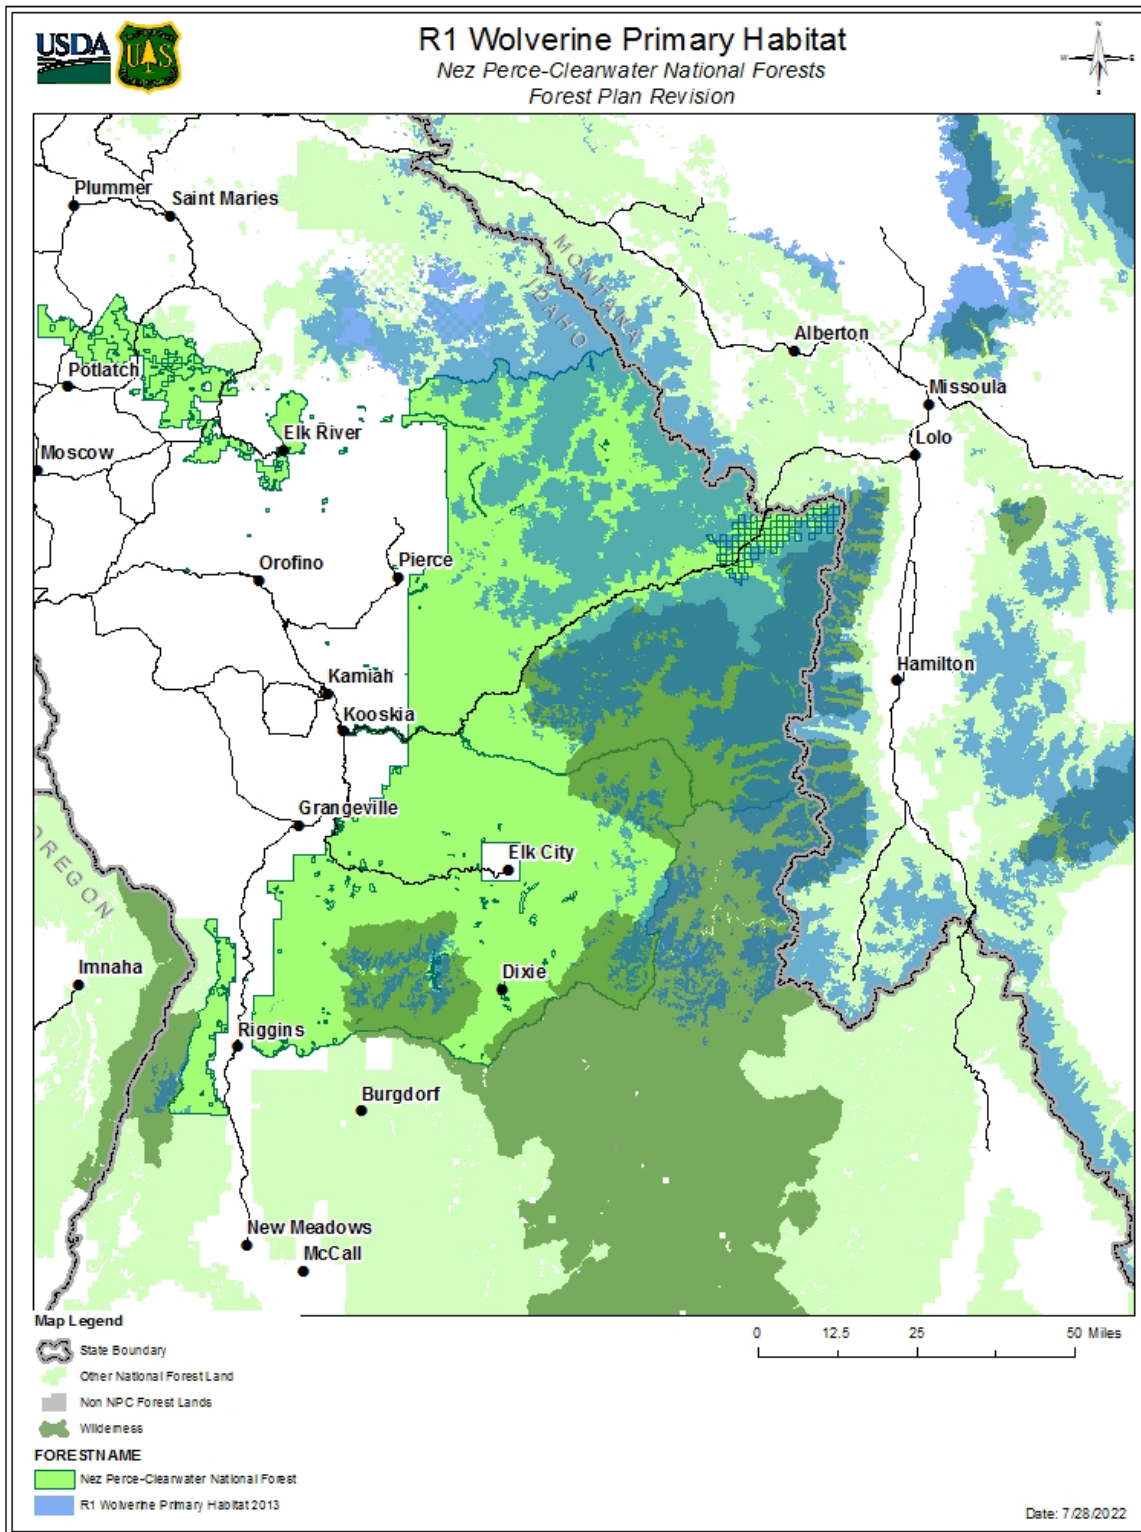 USDA
UAS
R1 Wolverine Primary Habitat
Nez Perce-Clearwater National Forests
Forest Plan Revision
N
W
E
S
Plummer
Saint Maries
MONTANA
IDAHO
Alberton
Potlatch
Missoula
Elk River
Lolo
Moscow
Orofino
Pierce
Kamiah
Hamilton
Kooskia
Grangeville
OREGON
Elk City
Imnaha
Dixie
Riggins
Burgdorf
New Meadows
McCall
Map Legend
State Boundary
Other National Forest Land
Non NPC Forest Lands
Wilderness
FORESTNAME
Nez Perce-Clearwater National Forest
R1 Wolverine Primary Habitat 2013
0 12.5 25 50 Miles
Date: 7/28/2022